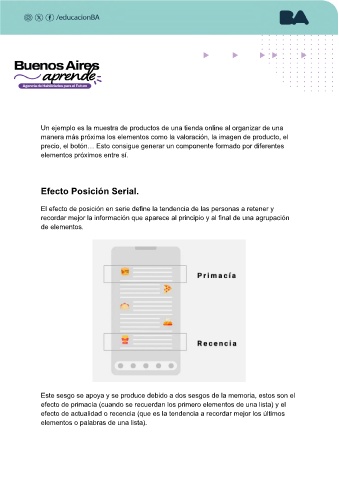 /educacionBA
BA
Buenos Aires
aprende
Agencia de Habilidades para el Futuro
Un ejemplo es la muestra de productos de una tienda online al organizar de una
manera más próxima los elementos como la valoración, la imagen de producto, el
precio, el botón… Esto consigue generar un componente formado por diferentes
elementos próximos entre sí.
Efecto Posición Serial.
El efecto de posición en serie define la tendencia de las personas a retener y
recordar mejor la información que aparece al principio y al final de una agrupación
de elementos.
Primacía
Recencia
Este sesgo se apoya y se produce debido a dos sesgos de la memoria, estos son el
efecto de primacía (cuando se recuerdan los primero elementos de una lista) y el
efecto de actualidad o recencia (que es la tendencia a recordar mejor los últimos
elementos o palabras de una lista).